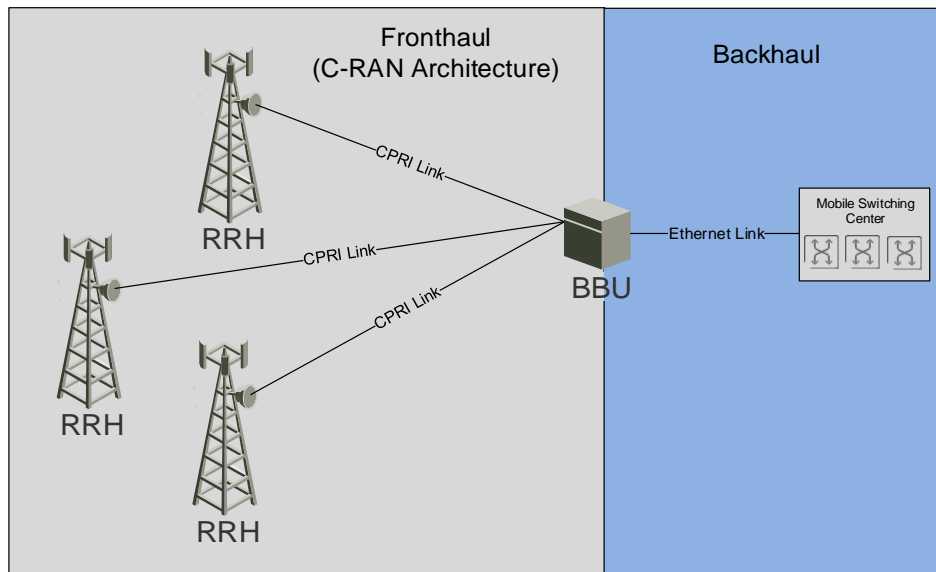 Fronthaul
(C-RAN Architecture)
Backhaul
CPRI Link
RRH
CPRI Link
RRH
CPRI Link
RRH
BBU
Ethernet Link
Mobile Switching
Center